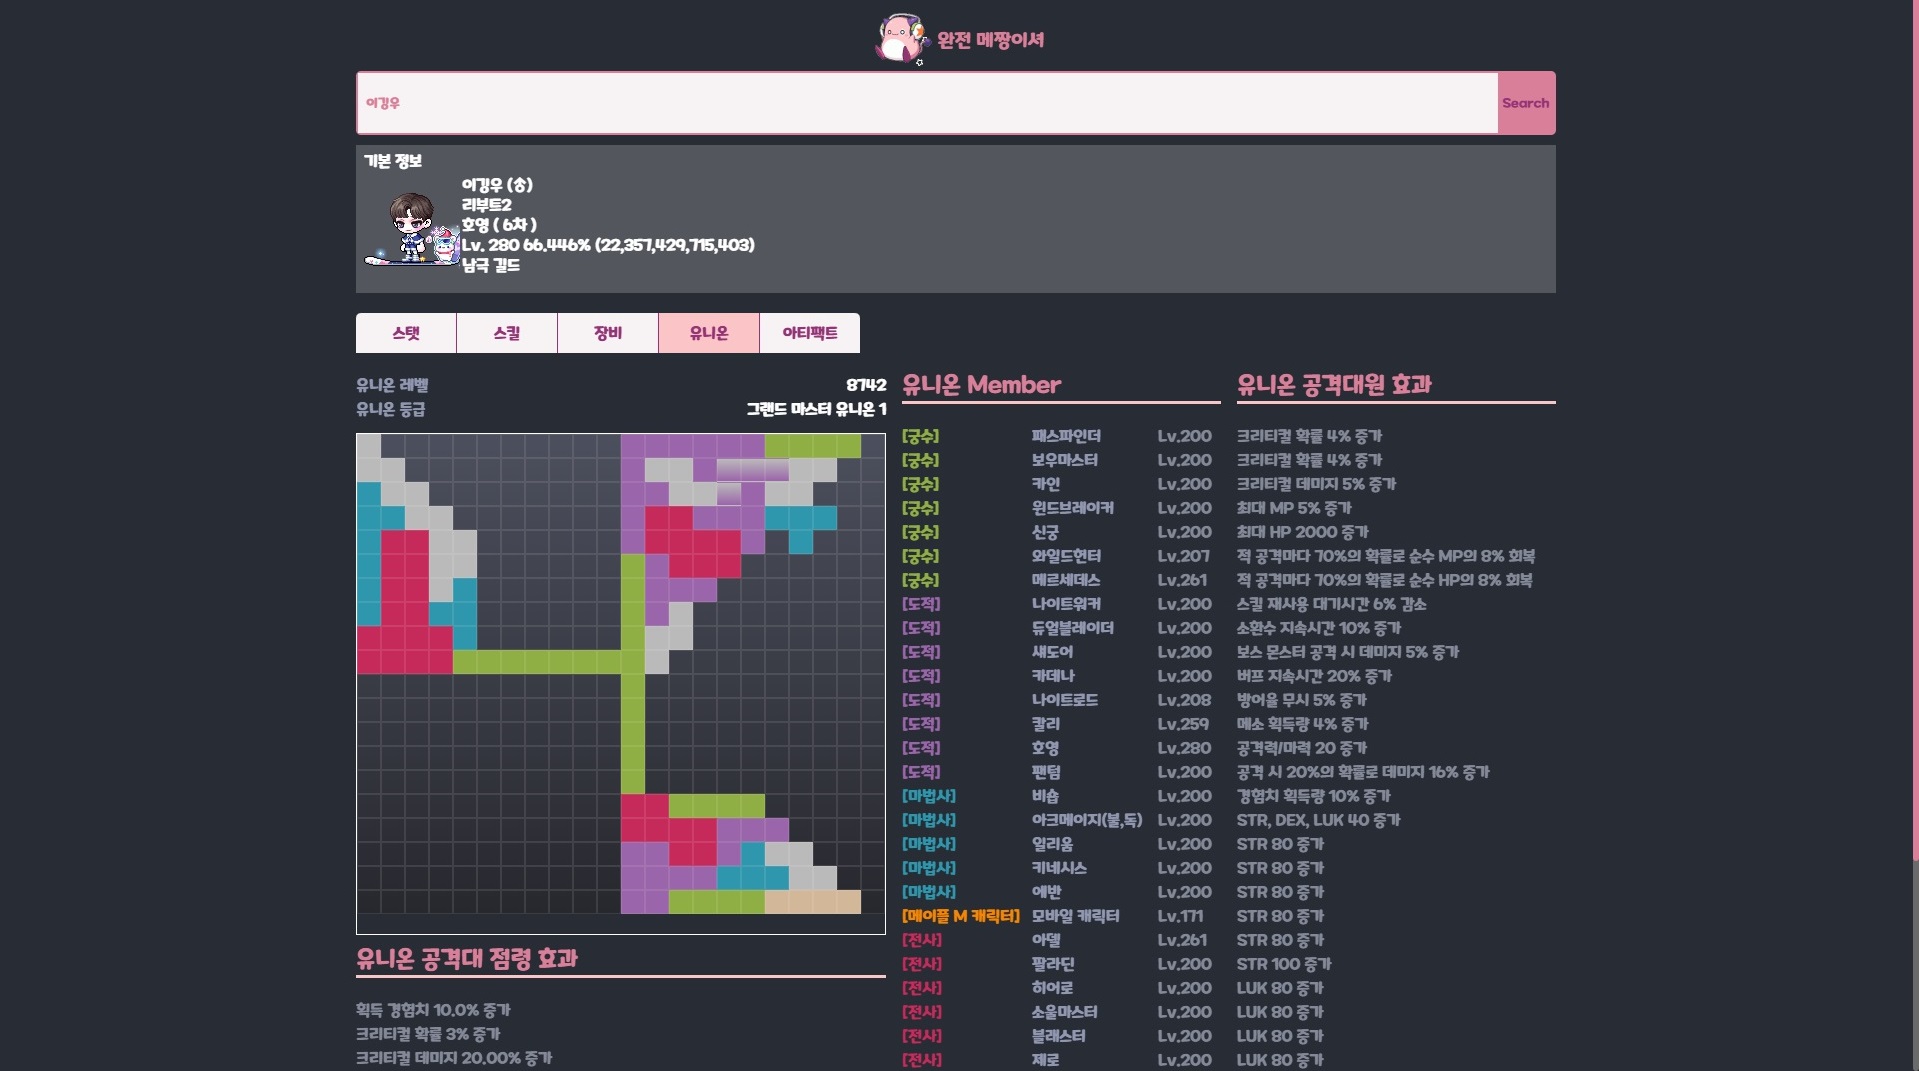 완전 메짱이셔
이깅우
Search
기본 정보
이깅우 (송)
리부트2
호영 ( 6차 )
Lv. 280 66.446% (22,357,429,715,403)
남극 길드
스탯 스킬 장비 유니온 아티팩트
유니온 레벨 8742
유니온 등급 그랜드 마스터 유니온 1
유니온 공격대 점령 효과
획득 경험치 10.0% 증가
크리티컬 확률 3% 증가
크리티컬 데미지 20.00% 증가
유니온 Member
[궁수] 패스파인더 Lv.200
[궁수] 보우마스터 Lv.200
[궁수] 카인 Lv.200
[궁수] 윈드브레이커 Lv.200
[궁수] 신궁 Lv.200
[궁수] 와일드헌터 Lv.207
[궁수] 메르세데스 Lv.261
[도적] 나이트워커 Lv.200
[도적] 듀얼블레이더 Lv.200
[도적] 섀도어 Lv.200
[도적] 카데나 Lv.200
[도적] 나이트로드 Lv.208
[도적] 칼리 Lv.259
[도적] 호영 Lv.280
[도적] 팬텀 Lv.200
[마법사] 비숍 Lv.200
[마법사] 아크메이지(불,독) Lv.200
[마법사] 일리움 Lv.200
[마법사] 키네시스 Lv.200
[마법사] 에반 Lv.200
[메이플 M 캐릭터] 모바일 캐릭터 Lv.171
[전사] 아델 Lv.261
[전사] 팔라딘 Lv.200
[전사] 히어로 Lv.200
[전사] 소울마스터 Lv.200
[전사] 블래스터 Lv.200
[전사] 제로 Lv.200
유니온 공격대원 효과
크리티컬 확률 4% 증가
크리티컬 확률 4% 증가
크리티컬 데미지 5% 증가
최대 MP 5% 증가
최대 HP 2000 증가
적 공격마다 70%의 확률로 순수 MP의 8% 회복
적 공격마다 70%의 확률로 순수 HP의 8% 회복
스킬 재사용 대기시간 6% 감소
소환수 지속시간 10% 증가
보스 몬스터 공격 시 데미지 5% 증가
버프 지속시간 20% 증가
방어율 무시 5% 증가
메소 획득량 4% 증가
공격력/마력 20 증가
공격 시 20%의 확률로 데미지 16% 증가
경험치 획득량 10% 증가
STR, DEX, LUK 40 증가
STR 80 증가
STR 80 증가
STR 80 증가
STR 80 증가
STR 80 증가
STR 100 증가
LUK 80 증가
LUK 80 증가
LUK 80 증가
LUK 80 증가